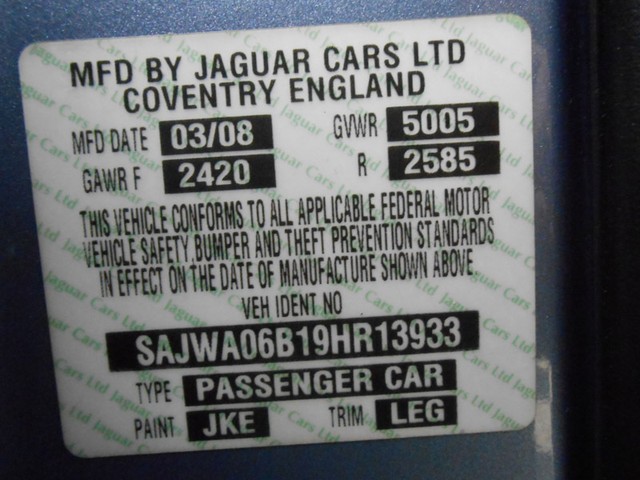 MFD BY JAGUAR CARS LTD
COVENTRY ENGLAND
MFD DATE 03/08 GVWR 5005
GAWR F 2420 R 2585
THIS VEHICLE CONFORMS TO ALL APPLICABLE FEDERAL MOTOR
VEHICLE SAFETY, BUMPER AND THEFT PREVENTION STANDARDS
IN EFFECT ON THE DATE OF MANUFACTURE SHOWN ABOVE
VEH IDENT NO
SAJWA06B19HR13933
TYPE PASSENGER CAR
PAINT JKE TRIM LEG